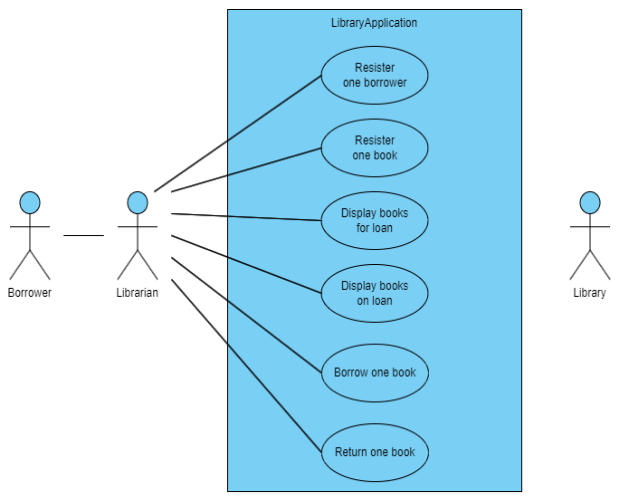 LibraryApplication
Resister
one borrower
Resister
one book
Display books
for loan
Display books
on loan
Borrow one book
Return one book
Borrower
Librarian
Library